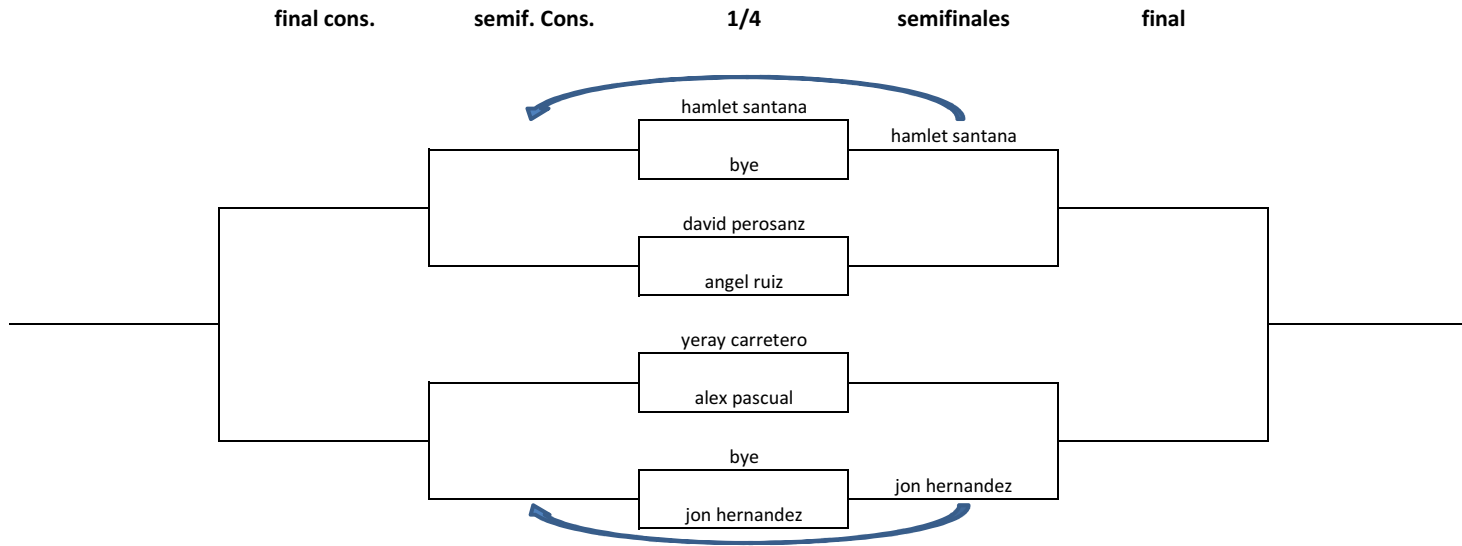 final cons. semif. Cons. 1/4 semifinales final
hamlet santana
hamlet santana
bye
david perosanz
angel ruiz
yeray carretero
alex pascual
bye
jon hernandez
jon hernandez